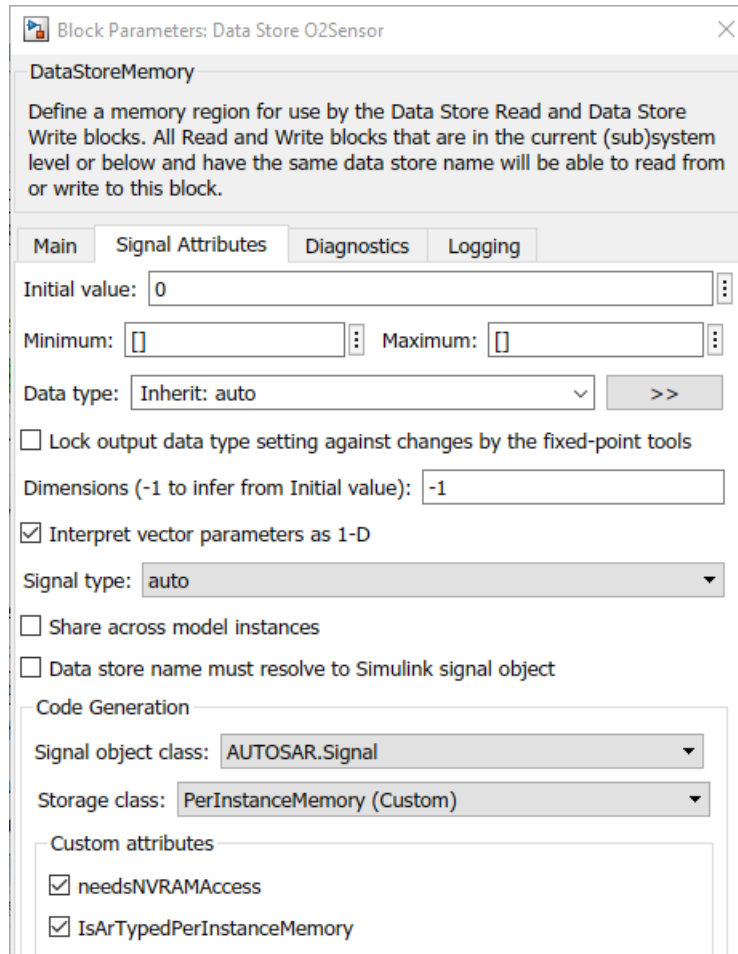 Block Parameters: Data Store O2Sensor
DataStoreMemory
Define a memory region for use by the Data Store Read and Data Store
Write blocks. All Read and Write blocks that are in the current (sub)system
level or below and have the same data store name will be able to read from
or write to this block.
Main Signal Attributes Diagnostics Logging
Initial value: 0
Minimum: [] Maximum: []
Data type: Inherit: auto >>
Lock output data type setting against changes by the fixed-point tools
Dimensions (-1 to infer from Initial value): -1
Interpret vector parameters as 1-D
Signal type: auto
Share across model instances
Data store name must resolve to Simulink signal object
Code Generation
Signal object class: AUTOSAR.Signal
Storage class: PerInstanceMemory (Custom)
Custom attributes
needsNVRAMAccess
IsArTypedPerInstanceMemory